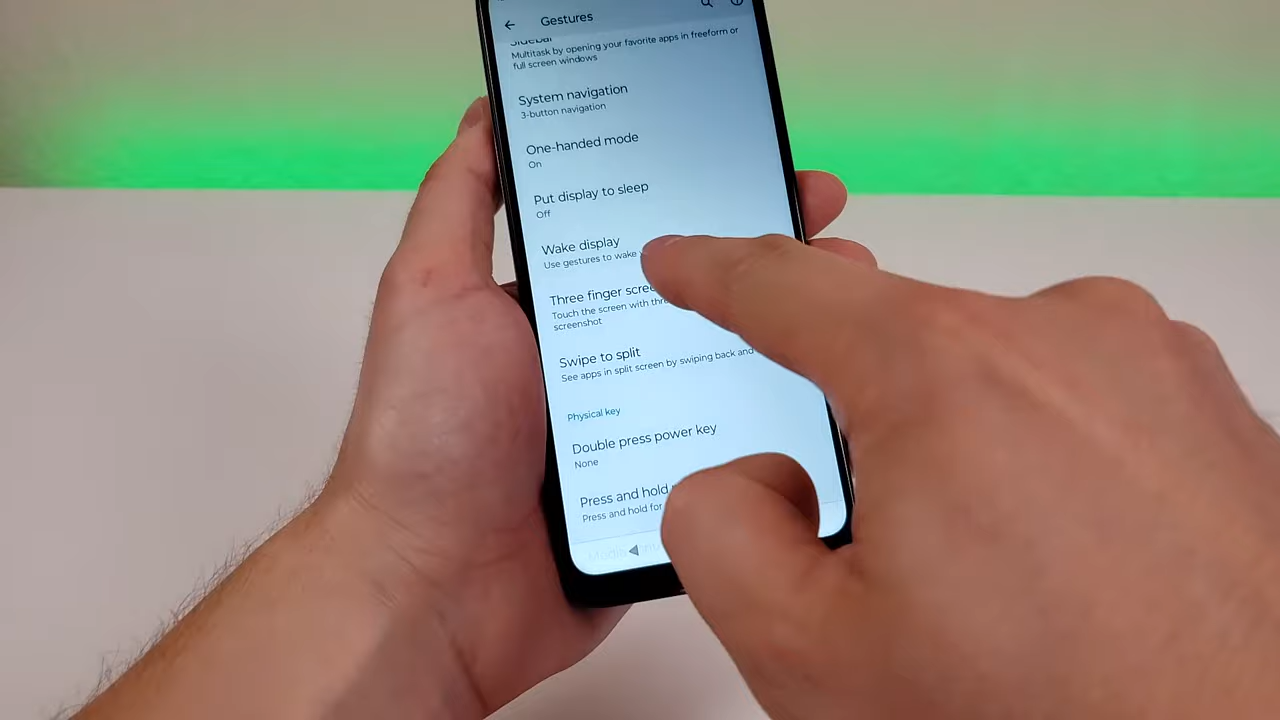 Gestures
Sidebar
Multitask by opening your favorite apps in freeform or
full screen windows
System navigation
3-button navigation
One-handed mode
On
Put display to sleep
Off
Wake display
Use gestures to wake
Three finger scree
Touch the screen with thre
screenshot
Swipe to split
See apps in split screen by swiping back and
Physical key
Double press power key
None
Press and hold
Press and hold for